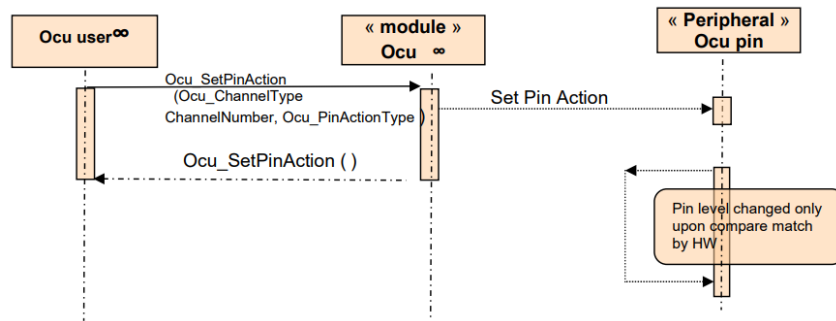 Ocu user∞
« module »
Ocu ∞
« Peripheral »
Ocu pin
Ocu_SetPinAction
(Ocu_ChannelType
ChannelNumber, Ocu_PinActionType )
Set Pin Action
Ocu_SetPinAction ( )
Pin level changed only
upon compare match
by HW